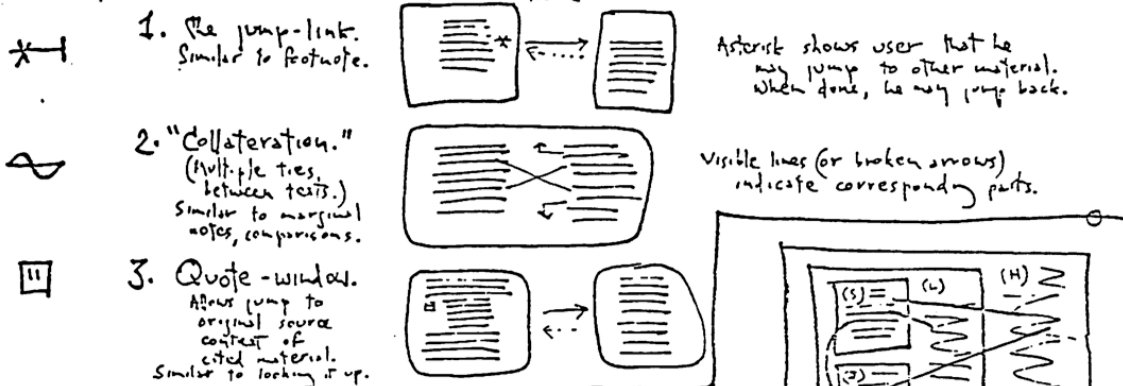 1. The jump-link.
Similar to footnote.
Asterisk shows user that he
may jump to other material.
When done, he may jump back.
2. "Collateration."
(Multiple ties,
between texts.)
Similar to marginal
notes, comparisons.
Visible lines (or broken arrows)
indicate correspondng parts.
3. Quote-window.
Allows jump to
original source
context of
cited material.
Similar to looking it up.
(S)
(L)
(H)